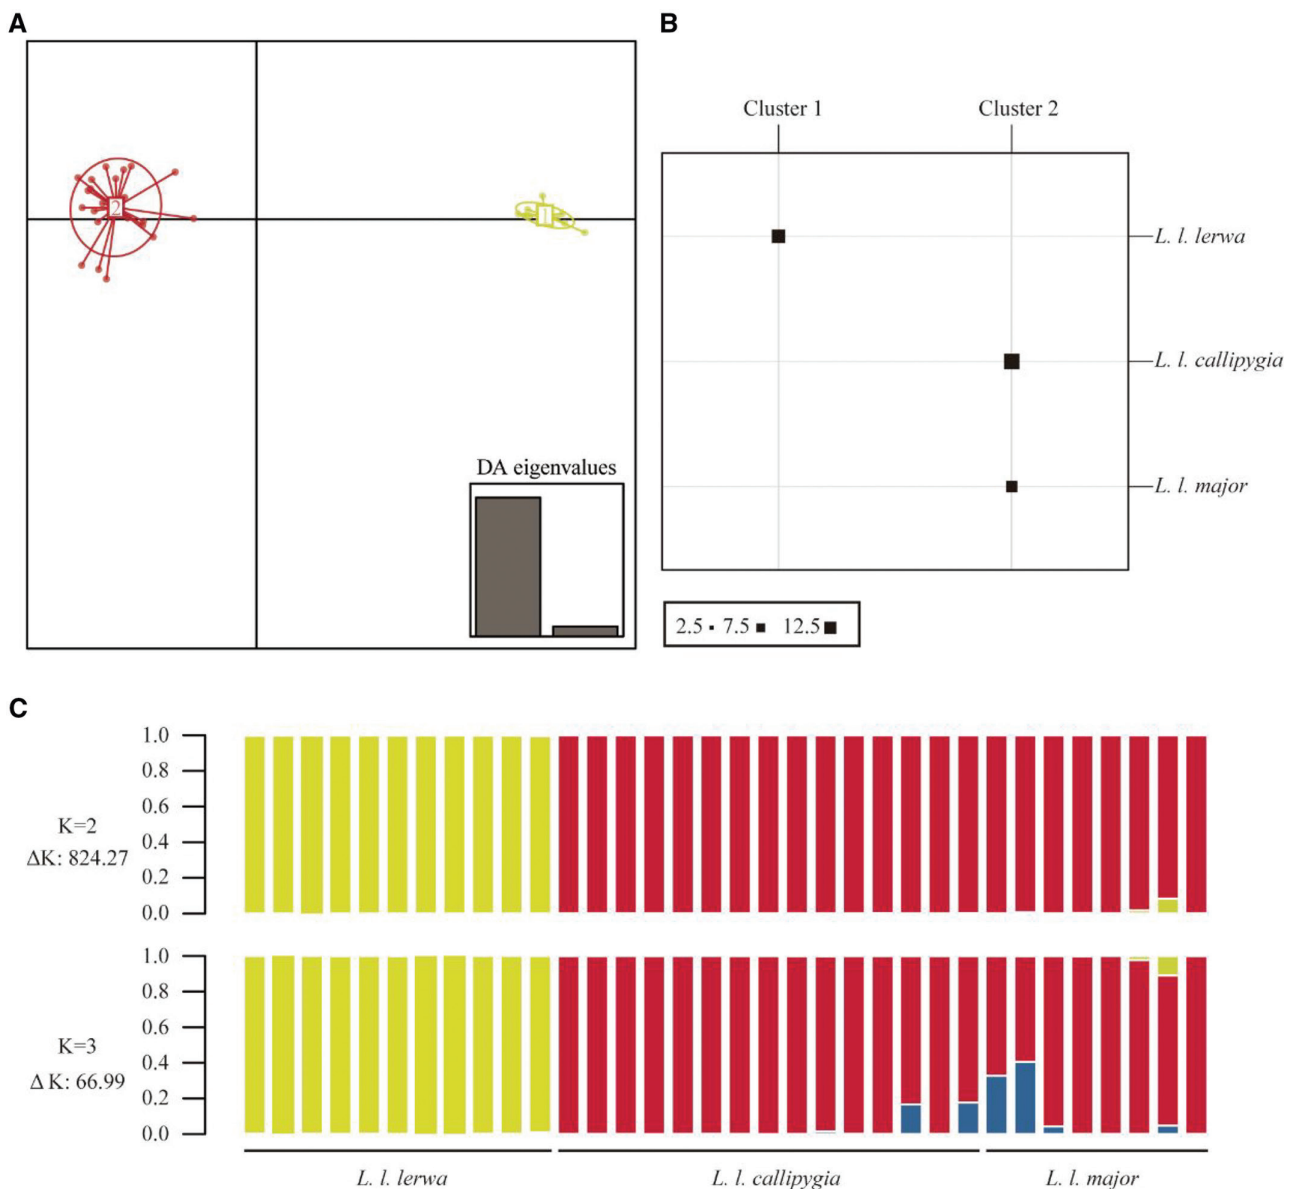 A
2
1
DA eigenvalues
B
Cluster 1 Cluster 2
L. l. lerwa
L. l. callipygia
L. l. major
2.5 7.5 12.5
C
1.0
0.8
0.6
0.4
0.2
0.0
K=2
ΔK: 824.27
1.0
0.8
0.6
0.4
0.2
0.0
K=3
Δ K: 66.99
L. l. lerwa L. l. callipygia L. l. major